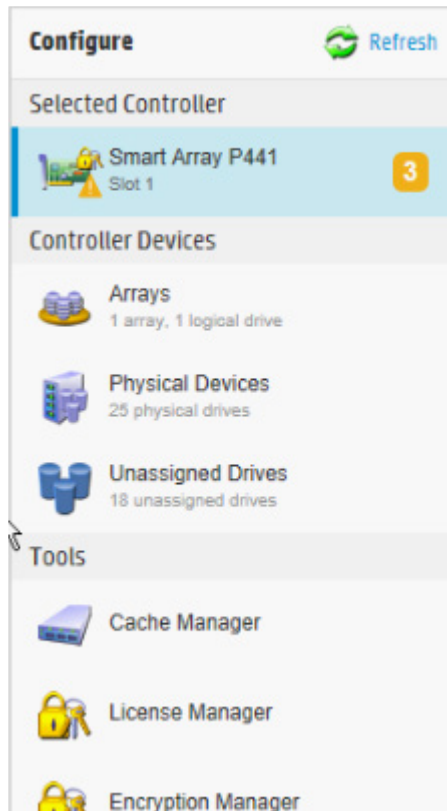 Configure Refresh
Selected Controller
Smart Array P441
Slot 1
3
Controller Devices
Arrays
1 array, 1 logical drive
Physical Devices
25 physical drives
Unassigned Drives
18 unassigned drives
Tools
Cache Manager
License Manager
Encryption Manager